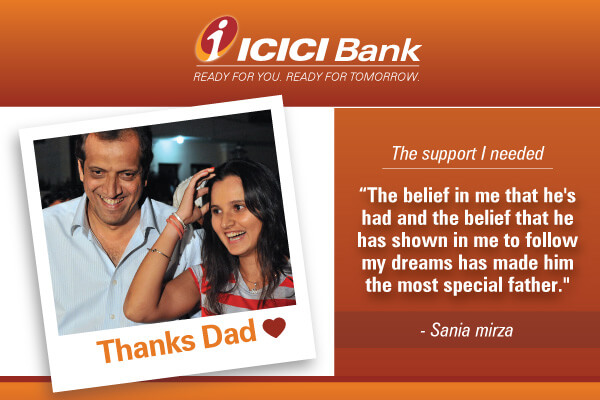 i ICICI Bank
READY FOR YOU. READY FOR TOMORROW.
Thanks Dad
The support I needed
“The belief in me that he's
had and the belief that he
has shown in me to follow
my dreams has made him
the most special father."
- Sania mirza